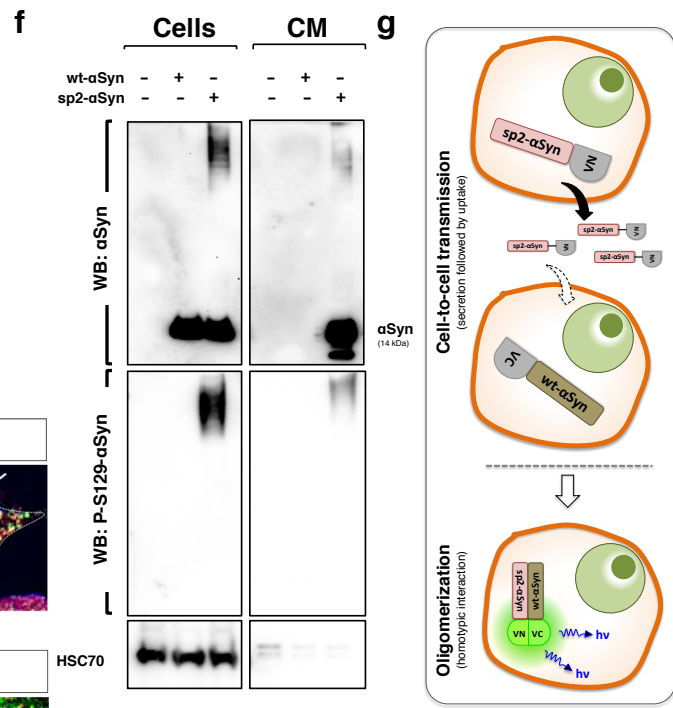 f
Cells CM
wt-αSyn - + - - + -
sp2-αSyn - - + - - +
WB: αSyn
αSyn
(14 kDa)
WB: P-S129-αSyn
HSC70
g
Cell-to-cell transmission
(secretion followed by uptake)
sp2-αSyn VN
sp2-αSyn VN
sp2-αSyn VN
sp2-αSyn VN
VC wt-αSyn
Oligomerization
(homotypic interaction)
sp2-αSyn wt-αSyn
VN VC
hν
hν